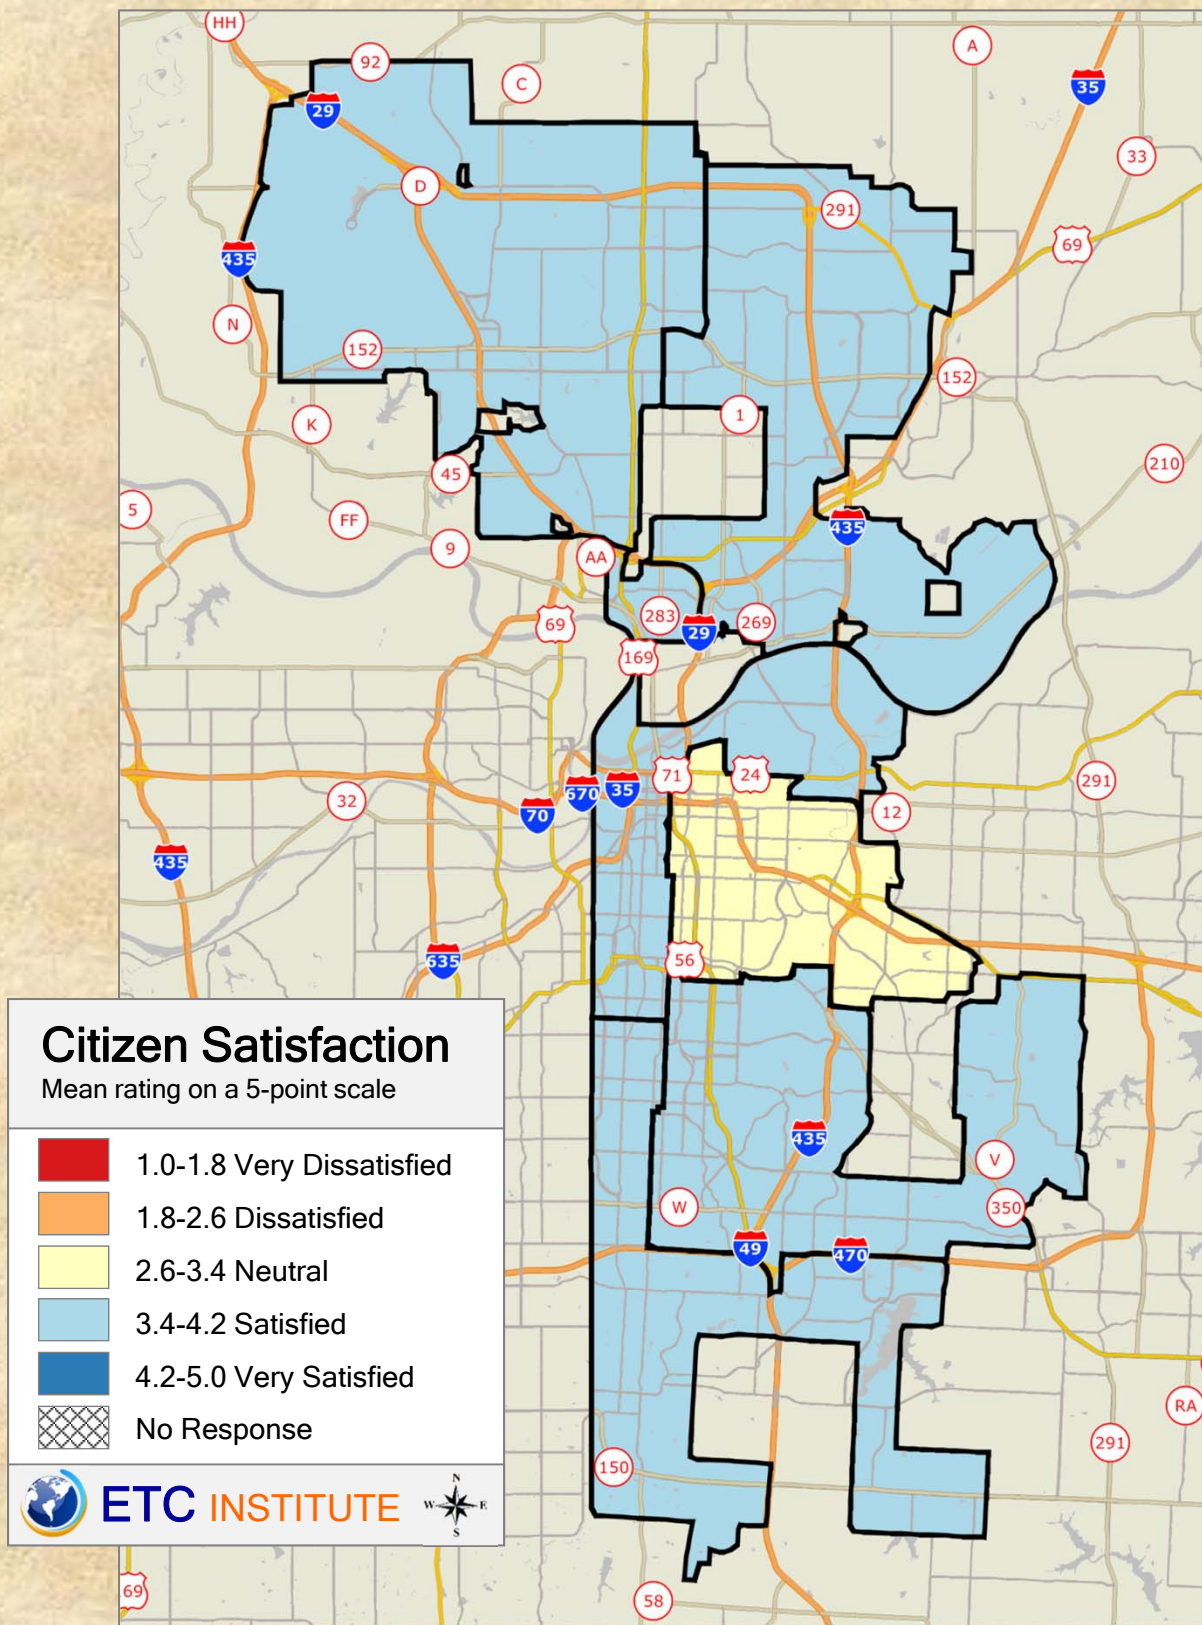 HH
92
C
A
29
35
33
D
291
69
435
N
152
152
K
1
45
210
5
FF
435
9
AA
283
269
69
29
169
71
24
291
670
35
32
70
12
435
56
635
Citizen Satisfaction
Mean rating on a 5-point scale
1.0-1.8 Very Dissatisfied
1.8-2.6 Dissatisfied
2.6-3.4 Neutral
3.4-4.2 Satisfied
4.2-5.0 Very Satisfied
No Response
ETC INSTITUTE
N
W E
S
435
V
W
350
49
470
RA
291
150
69
58